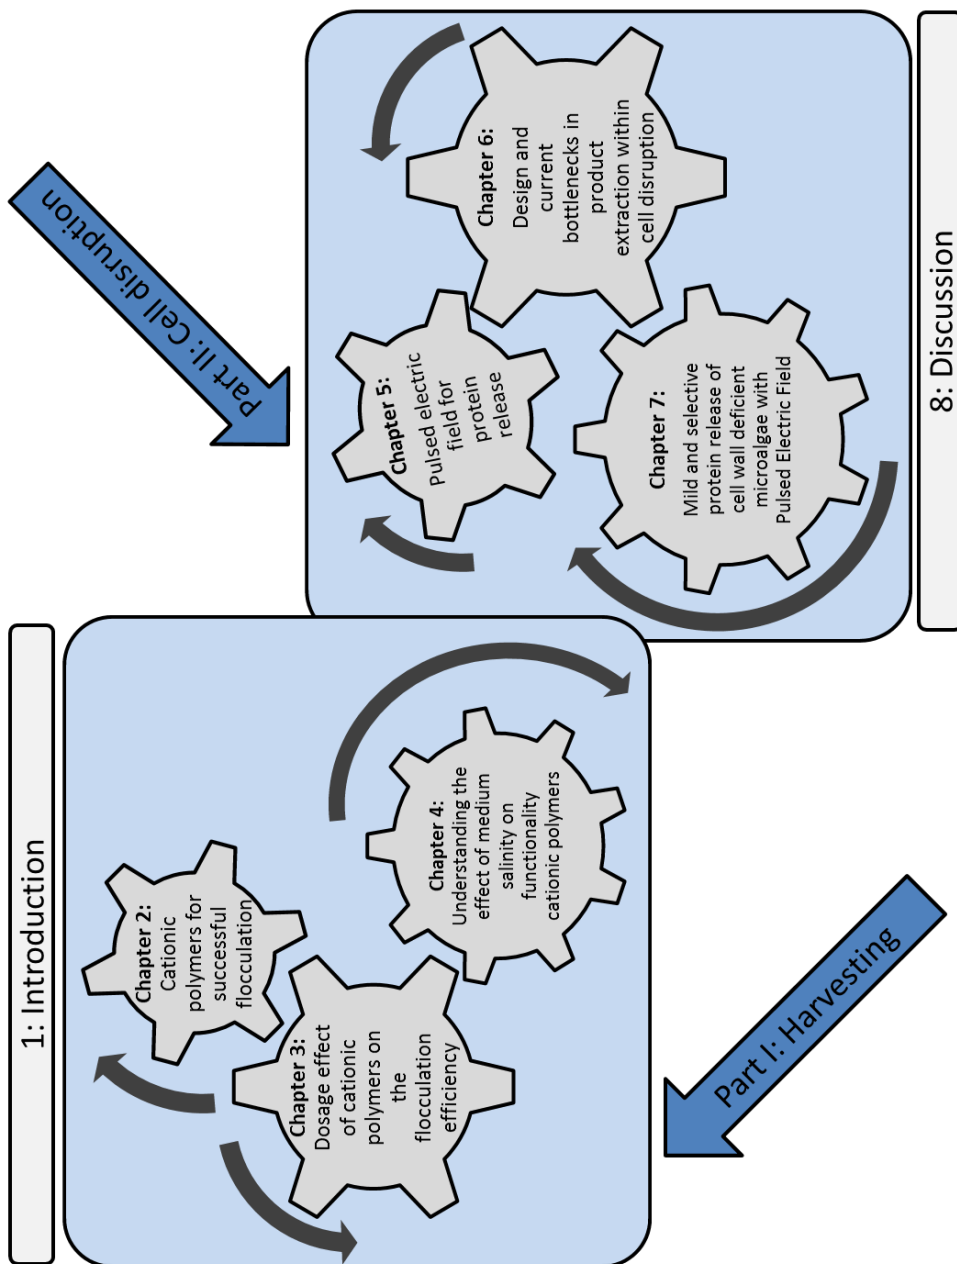 1: Introduction
Chapter 2:
Cationic
polymers for
successful
flocculation
Chapter 3:
Dosage effect
of cationic
polymers on
the
flocculation
efficiency
Chapter 4:
Understanding the
effect of medium
salinity on
functionality
cationic polymers
Part I: Harvesting
Part II: Cell disruption
Chapter 5:
Pulsed electric
field for
protein
release
Chapter 6:
Design and
current
bottlenecks in
product
extraction within
cell disruption
Chapter 7:
Mild and selective
protein release of
cell wall deficient
microalgae with
Pulsed Electric Field
8: Discussion